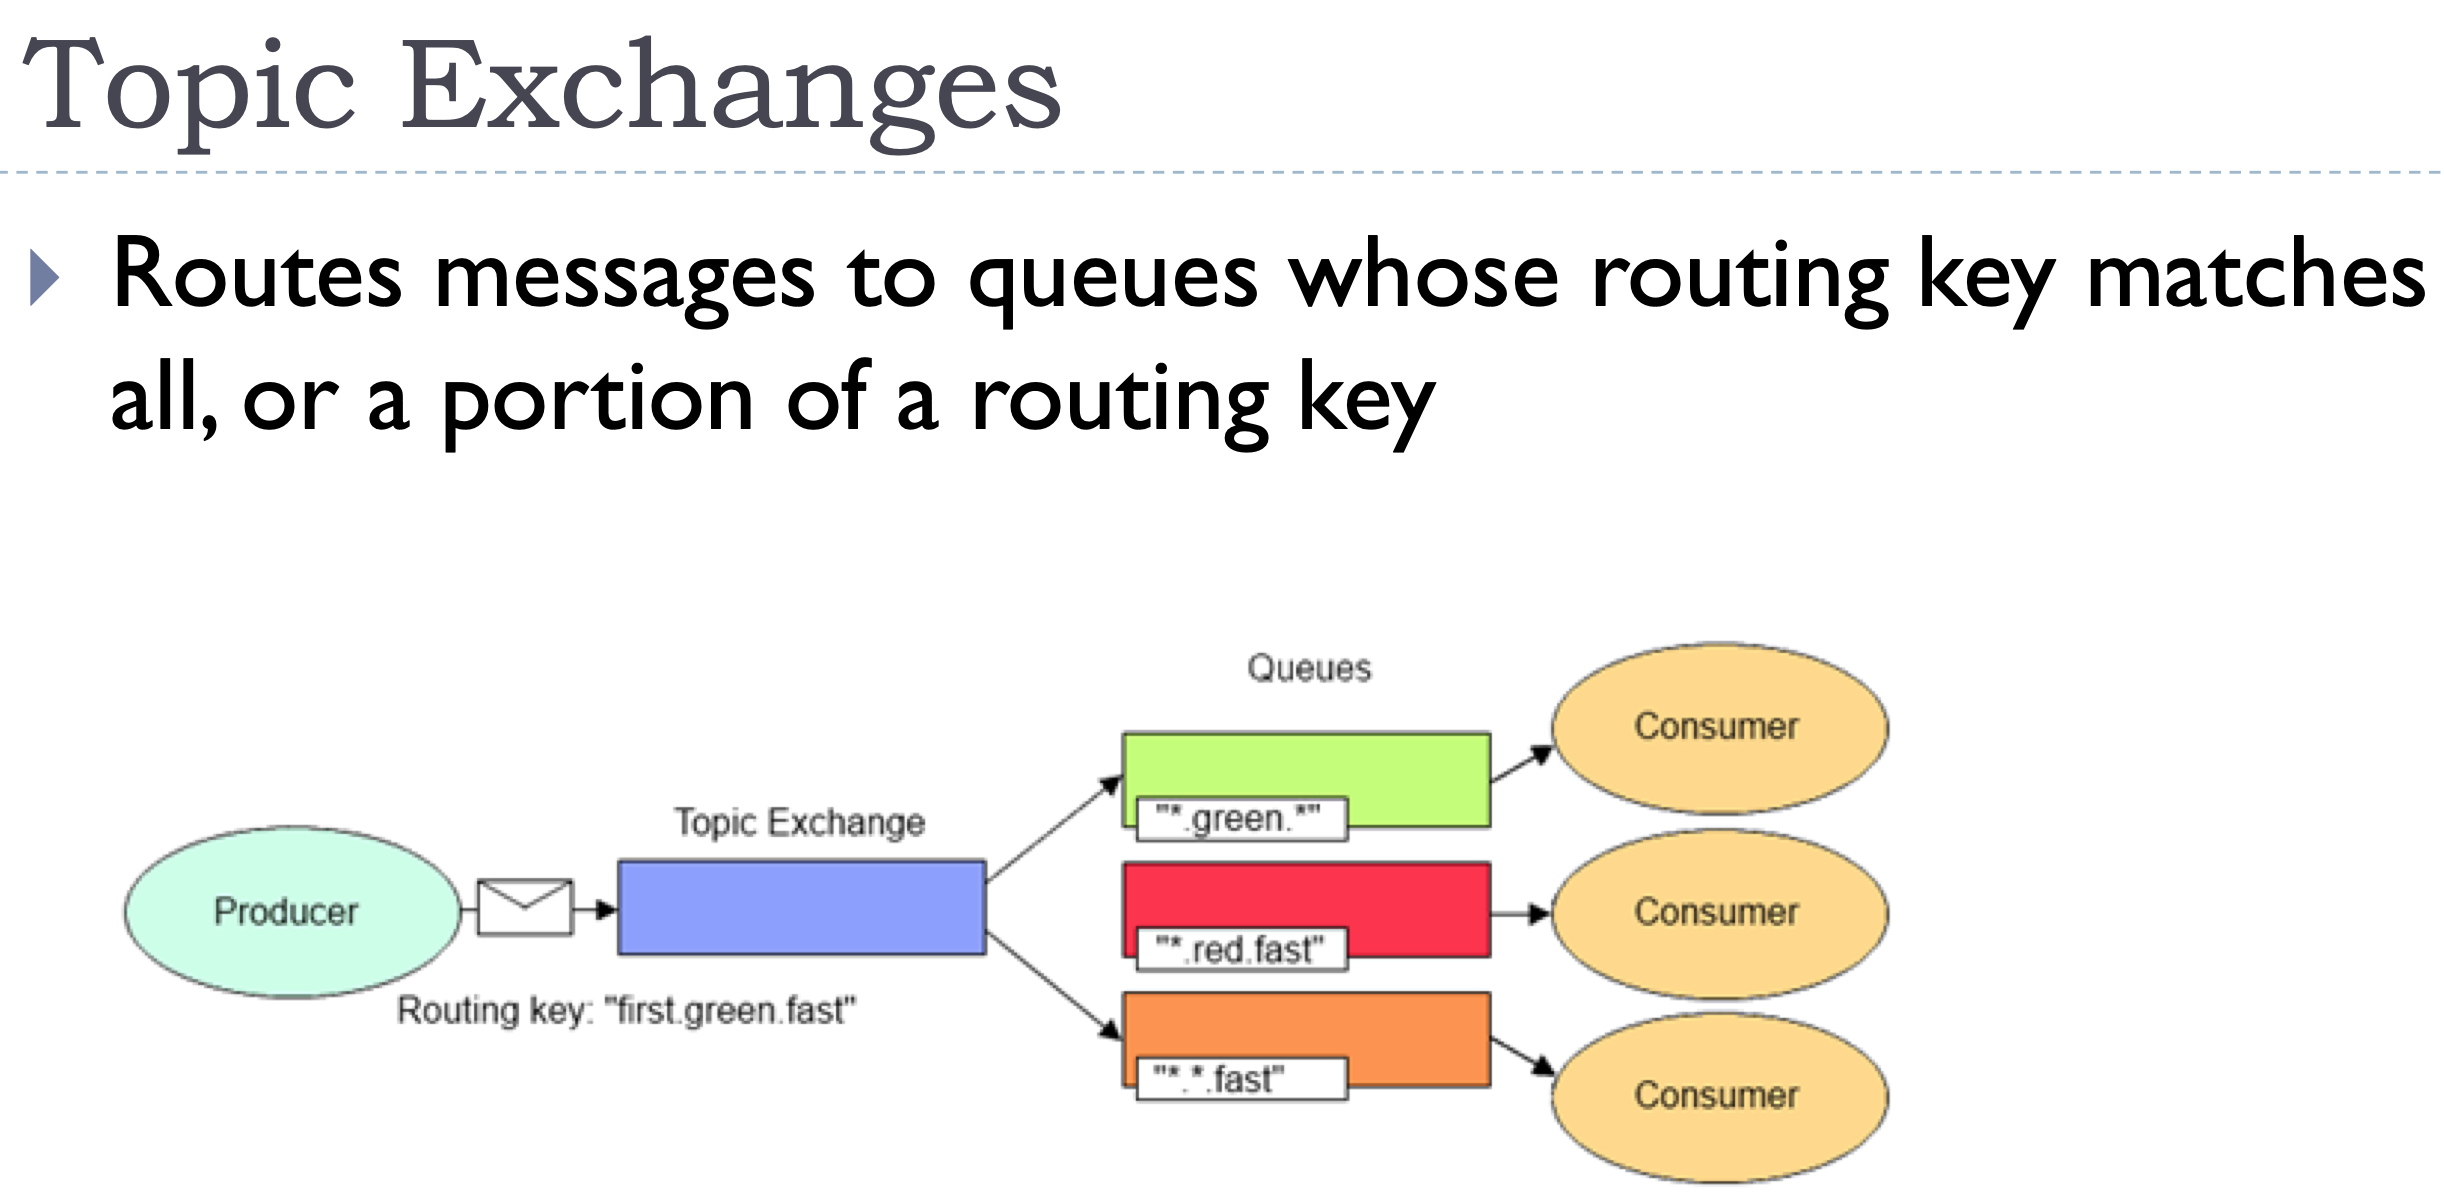 Topic Exchanges
Routes messages to queues whose routing key matches
all, or a portion of a routing key
Queues
Consumer
"*.green.*"
Topic Exchange
Producer
Consumer
"*.red.fast"
Routing key: "first.green.fast"
"*.*.fast"
Consumer